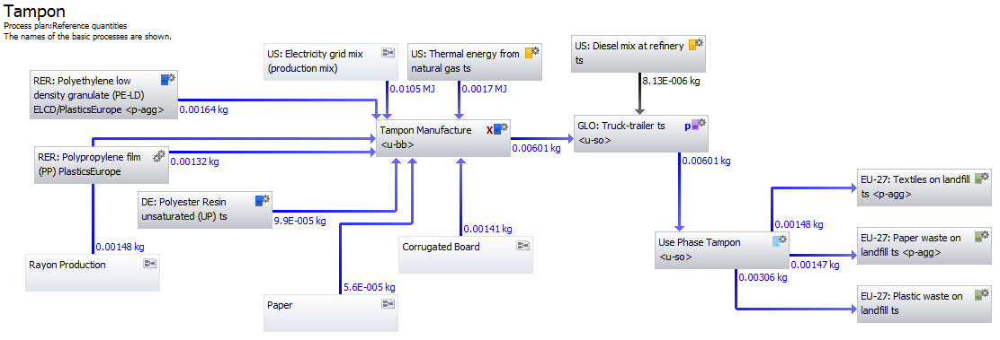 Tampon
Process plan:Reference quantities
The names of the basic processes are shown.
US: Electricity grid mix
(production mix)
US: Thermal energy from
natural gas ts
US: Diesel mix at refinery
ts
RER: Polyethylene low
density granulate (PE-LD)
ELCD/PlasticsEurope <p-agg>
0.00164 kg
0.0105 MJ
0.0017 MJ
8.13E-006 kg
Tampon Manufacture
<u-bb>
X
0.00601 kg
GLO: Truck-trailer ts
<u-so>
p
0.00601 kg
RER: Polypropylene film
(PP) PlasticsEurope
0.00132 kg
DE: Polyester Resin
unsaturated (UP) ts
9.9E-005 kg
0.00148 kg
Rayon Production
0.00141 kg
Corrugated Board
5.6E-005 kg
Paper
Use Phase Tampon
<u-so>
0.00148 kg
0.00147 kg
0.00306 kg
EU-27: Textiles on landfill
ts <p-agg>
EU-27: Paper waste on
landfill ts <p-agg>
EU-27: Plastic waste on
landfill ts